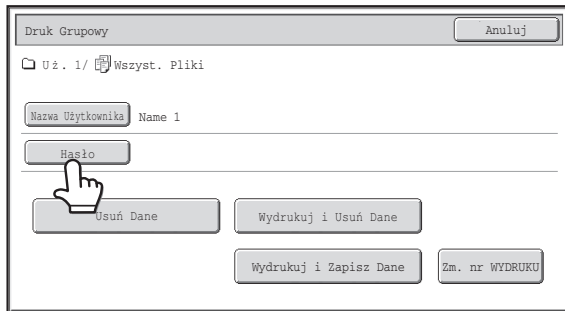 Druk Grupowy Anuluj
Uż. 1/ Wszyst. Pliki
Nazwa Użytkownika Name 1
Hasło
Usuń Dane Wydrukuj i Usuń Dane
Wydrukuj i Zapisz Dane Zm. nr WYDRUKU